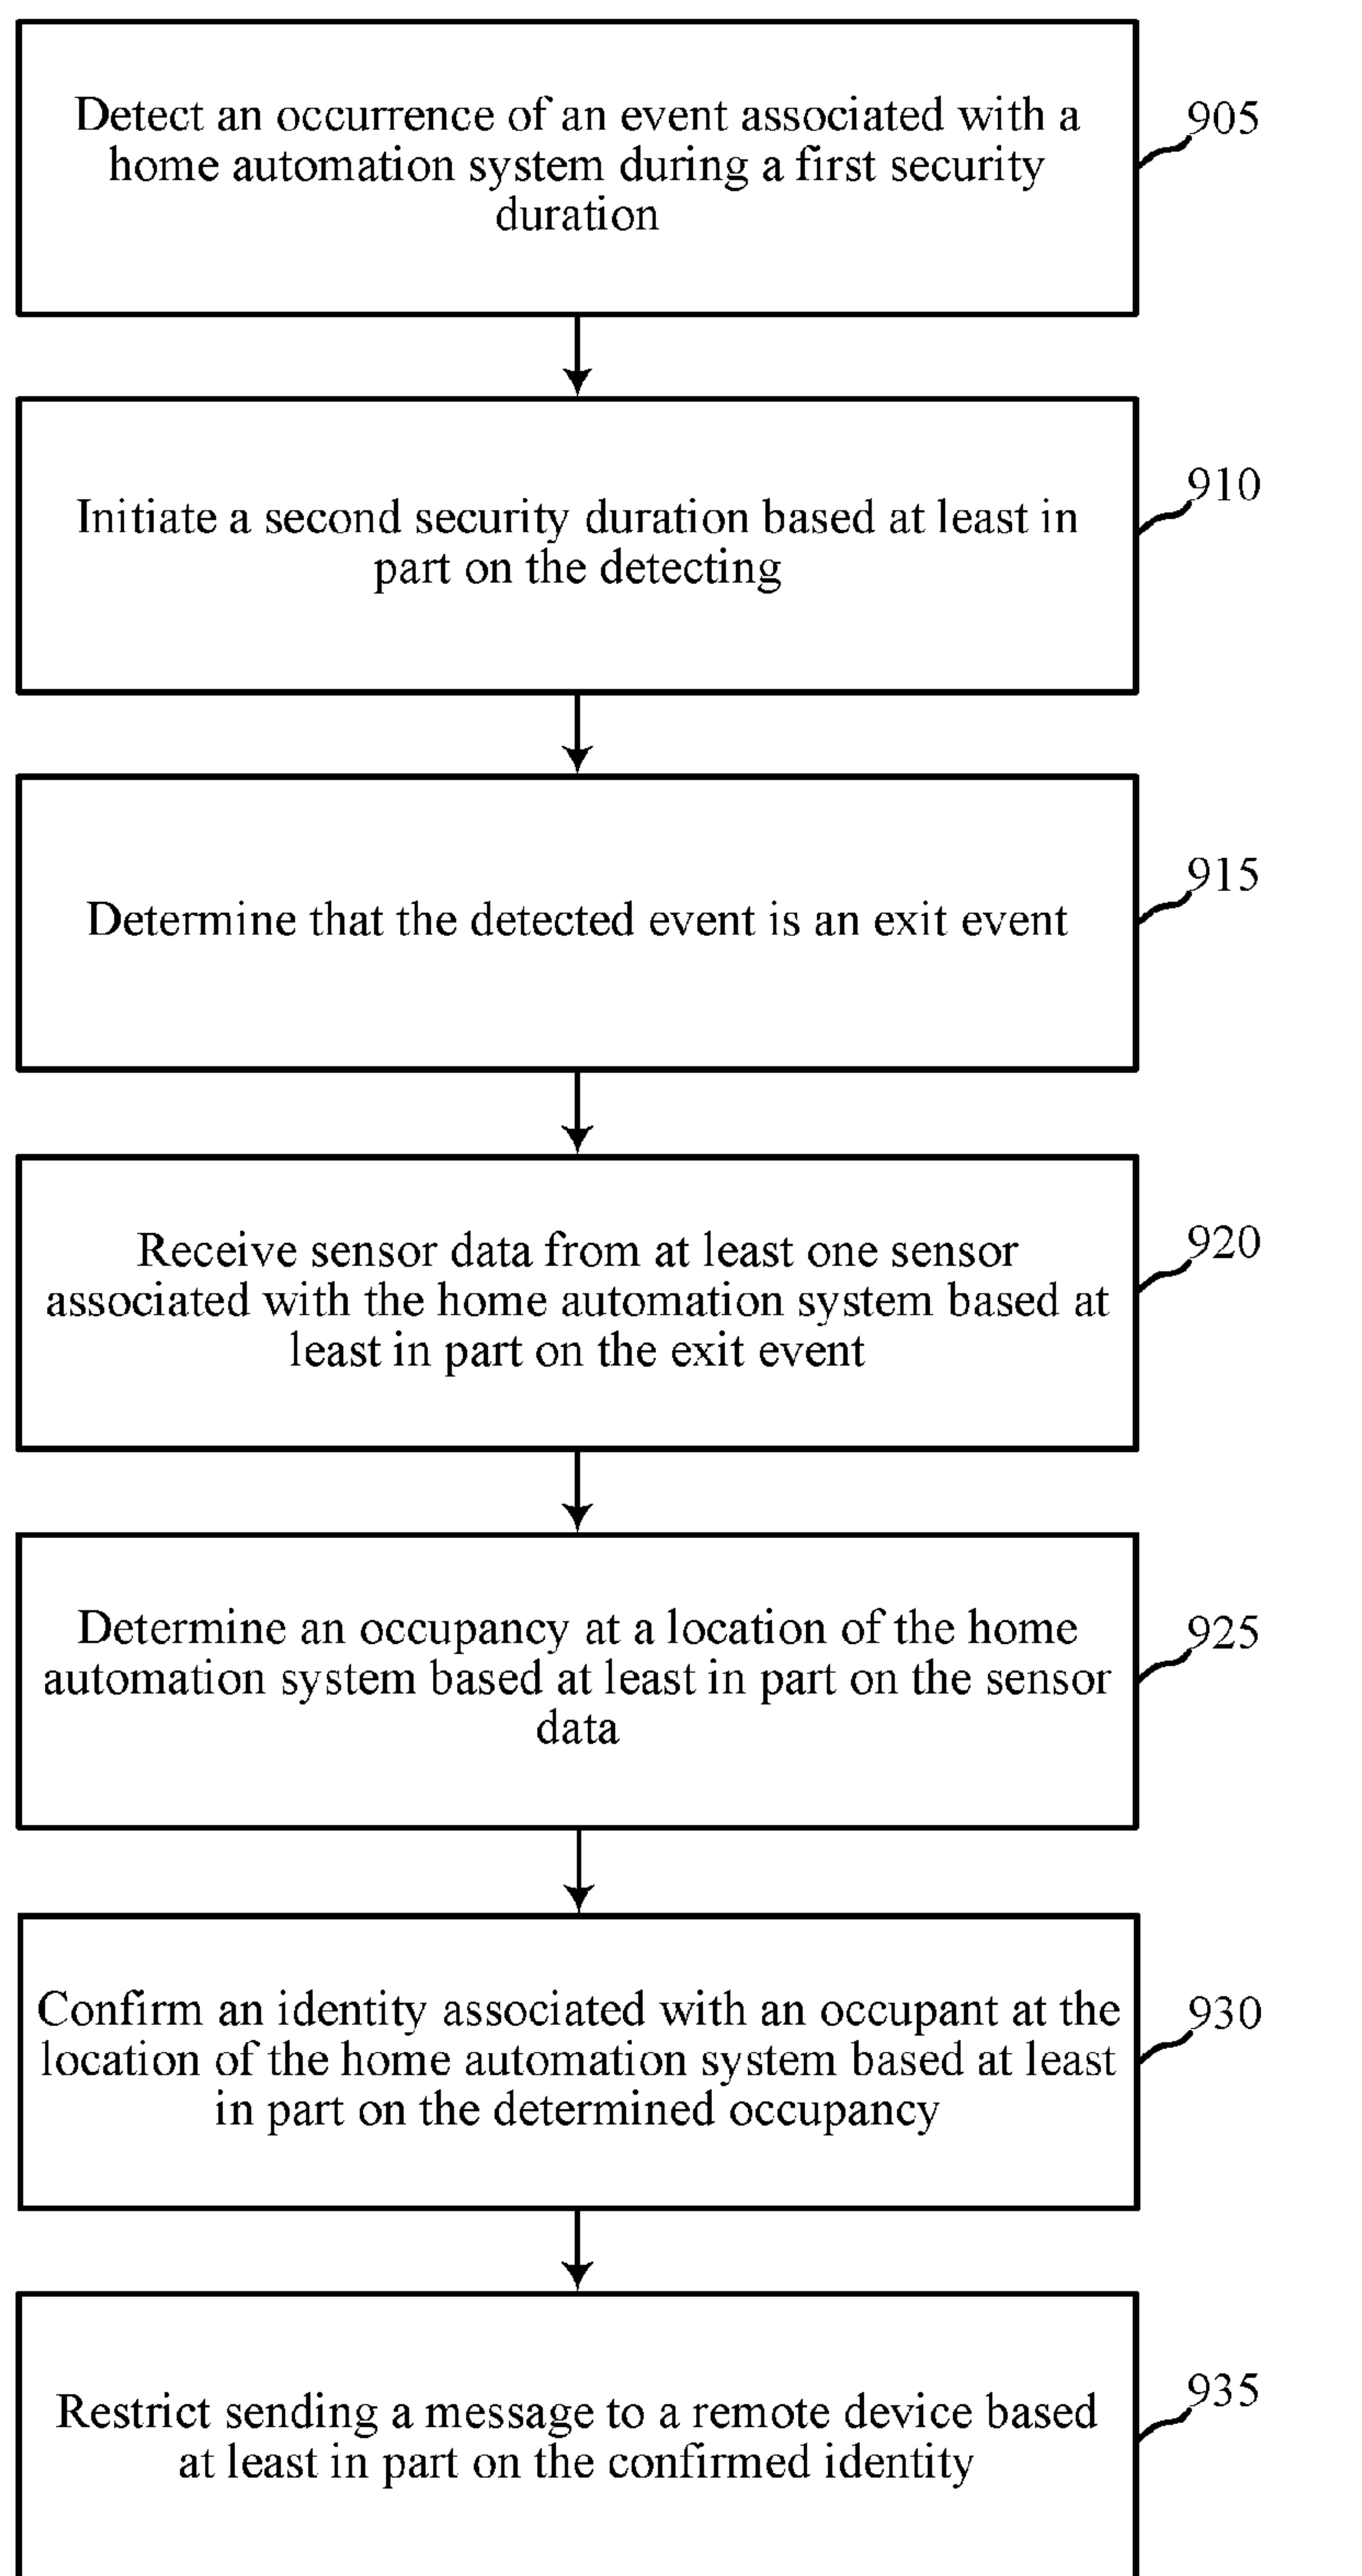 Detect an occurrence of an event associated with a
home automation system during a first security
duration
905
Initiate a second security duration based at least in
part on the detecting
910
Determine that the detected event is an exit event
915
Receive sensor data from at least one sensor
associated with the home automation system based at
least in part on the exit event
920
Determine an occupancy at a location of the home
automation system based at least in part on the sensor
data
925
Confirm an identity associated with an occupant at the
location of the home automation system based at least
in part on the determined occupancy
930
Restrict sending a message to a remote device based
at least in part on the confirmed identity
935